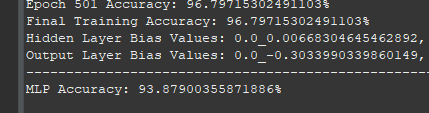 Epoch 501 Accuracy: 96.79715302491103%
Final Training Accuracy: 96.79715302491103%
Hidden Layer Bias Values: 0.0_0.00668304645462892,
Output Layer Bias Values: 0.0_-0.3033990339860149,
------------------------------------------------------------
MLP Accuracy: 93.87900355871886%